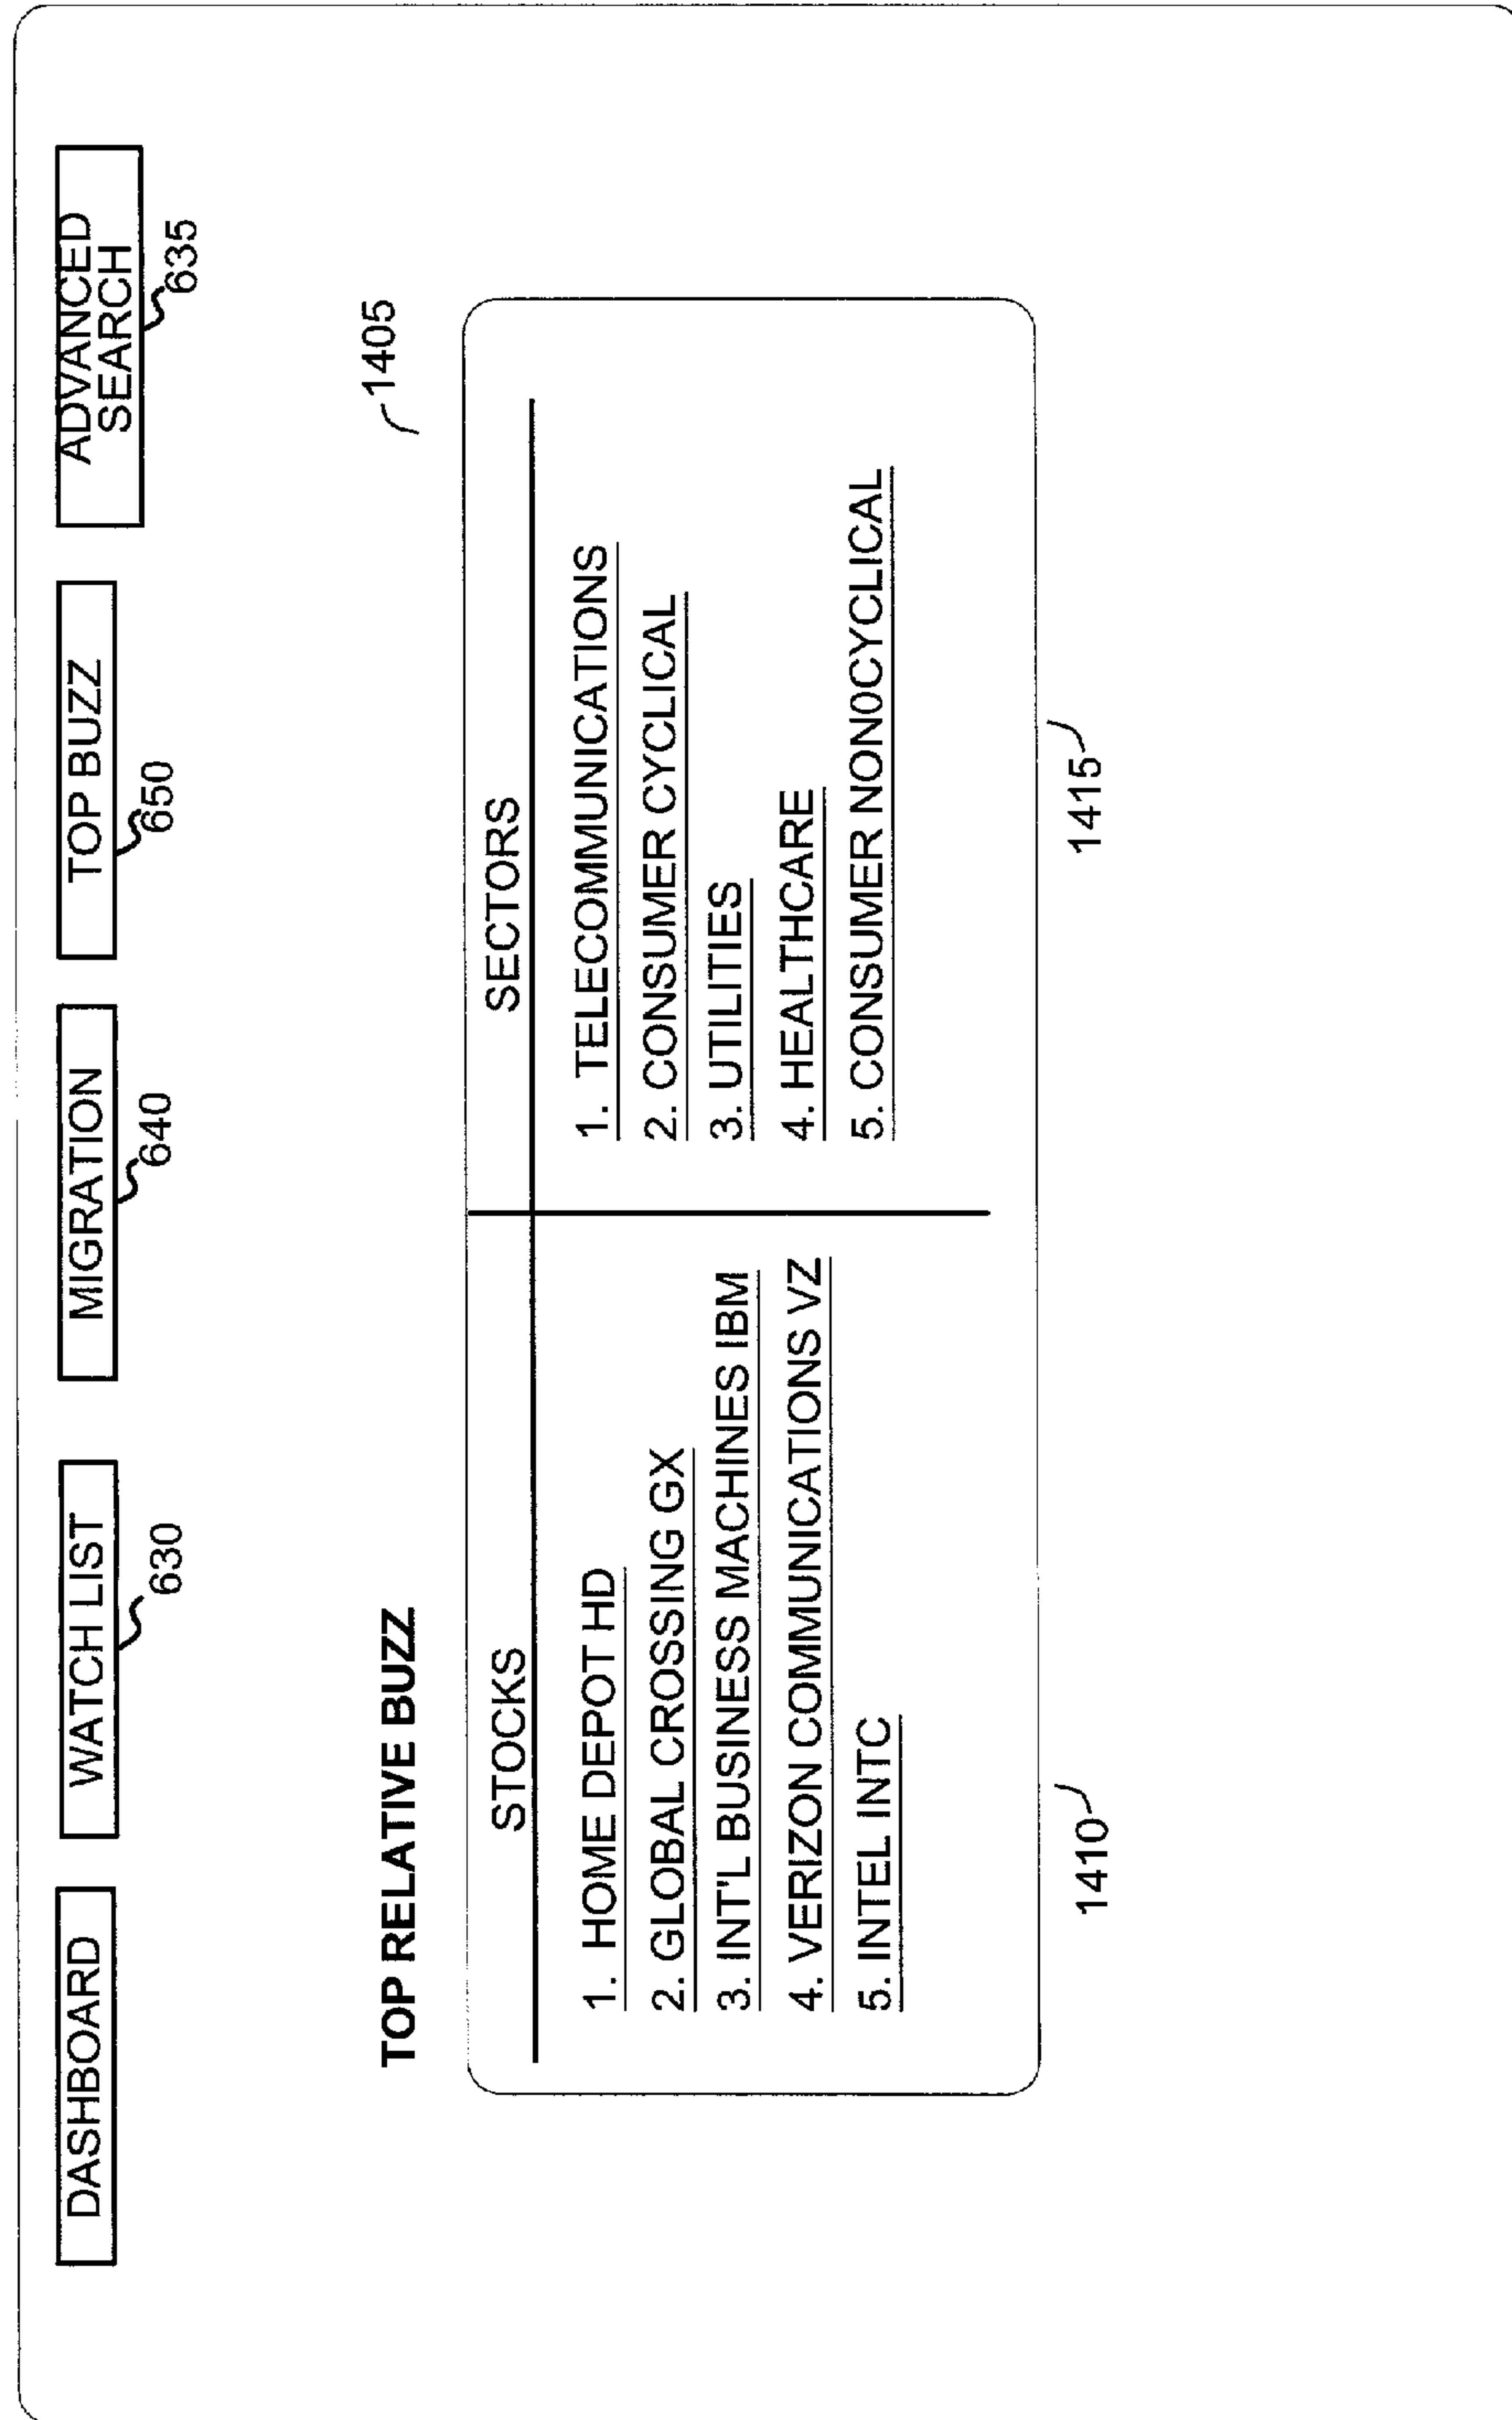 DASHBOARD
WATCH LIST
MIGRATION
TOP BUZZ
ADVANCED
SEARCH
630
640
650
635
TOP RELATIVE BUZZ
1405
STOCKS
1. HOME DEPOT HD
2. GLOBAL CROSSING GX
3. INT'L BUSINESS MACHINES IBM
4. VERIZON COMMUNICATIONS VZ
5. INTEL INTC
1410
SECTORS
1. TELECOMMUNICATIONS
2. CONSUMER CYCLICAL
3. UTILITIES
4. HEALTHCARE
5. CONSUMER NON0CYCLICAL
1415